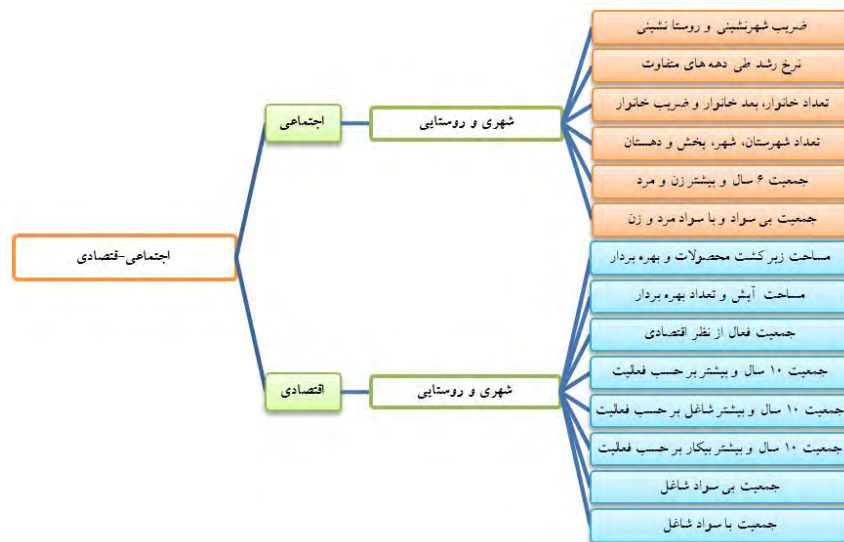 اجتماعی-قتصادی
اجتماعی
شهری و روستایی
ضریب شهرنشینی و روستا نشینی
نرخ رشد طی دهه های متفاوت
تعداد خانوار، بعد خانوار و ضریب خانوار
تعداد شهرستان، شهر، بخش و دهستان
جمعیت ۶ سال و بیشتر زن و مرد
جمعیت بی سواد و با سواد مرد و زن
اقتصادی
شهری و روستایی
مساحت زیر کشت محصولات و بهره بردار
مساحت آیش و تعداد بهره بردار
جمعیت فعال از نظر اقتصادی
جمعیت ۱۰ سال و بیشتر بر حسب فعالیت
جمعیت ۱۰ سال و بیشتر شاغل بر حسب فعالیت
جمعیت ۱۰ سال و بیشتر بیکار بر حسب فعالیت
جمعیت بی سواد شاغل
جمعیت با سواد شاغل